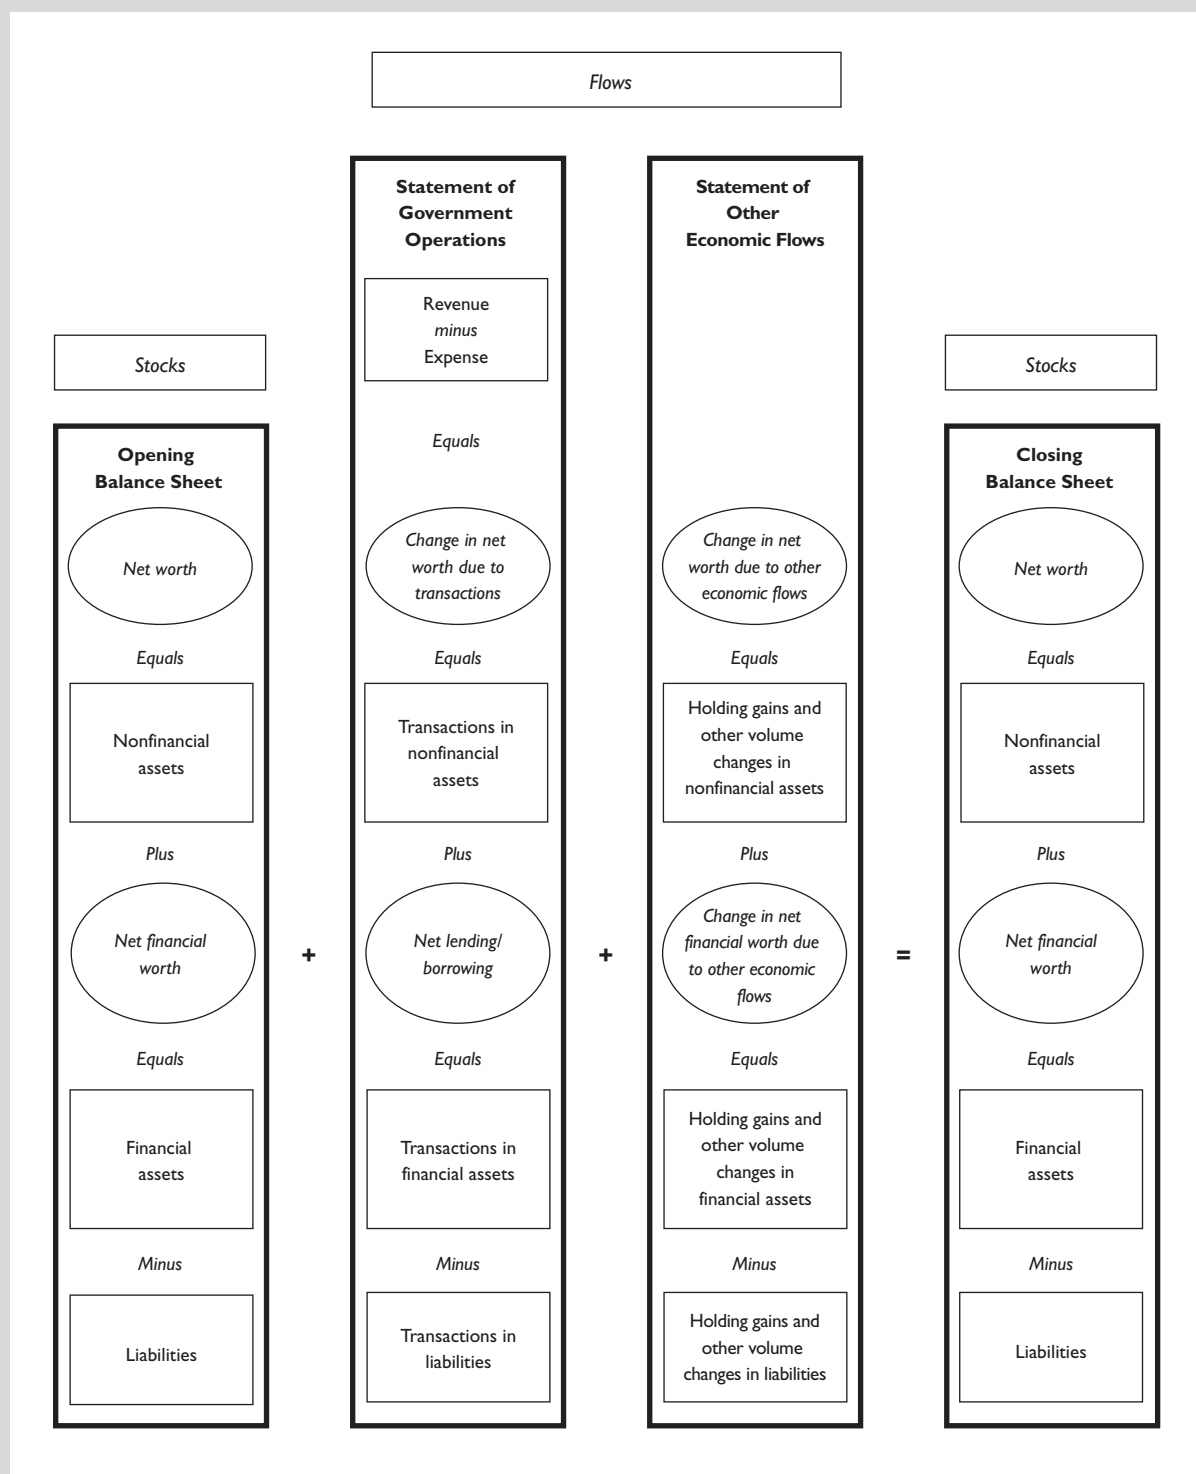 Flows
Stocks
Opening
Balance Sheet
Net worth
Equals
Nonfinancial
assets
Plus
Net financial
worth
Equals
Financial
assets
Minus
Liabilities
+
Statement of
Government
Operations
Revenue
minus
Expense
Equals
Change in net
worth due to
transactions
Equals
Transactions in
nonfinancial
assets
Plus
Net lending/
borrowing
Equals
Transactions in
financial assets
Minus
Transactions in
liabilities
+
Statement of
Other
Economic Flows
Change in net
worth due to other
economic flows
Equals
Holding gains and
other volume
changes in
nonfinancial assets
Plus
Change in net
financial worth due
to other economic
flows
Equals
Holding gains and
other volume
changes in
financial assets
Minus
Holding gains and
other volume
changes in liabilities
=
Stocks
Closing
Balance Sheet
Net worth
Equals
Nonfinancial
assets
Plus
Net financial
worth
Equals
Financial
assets
Minus
Liabilities